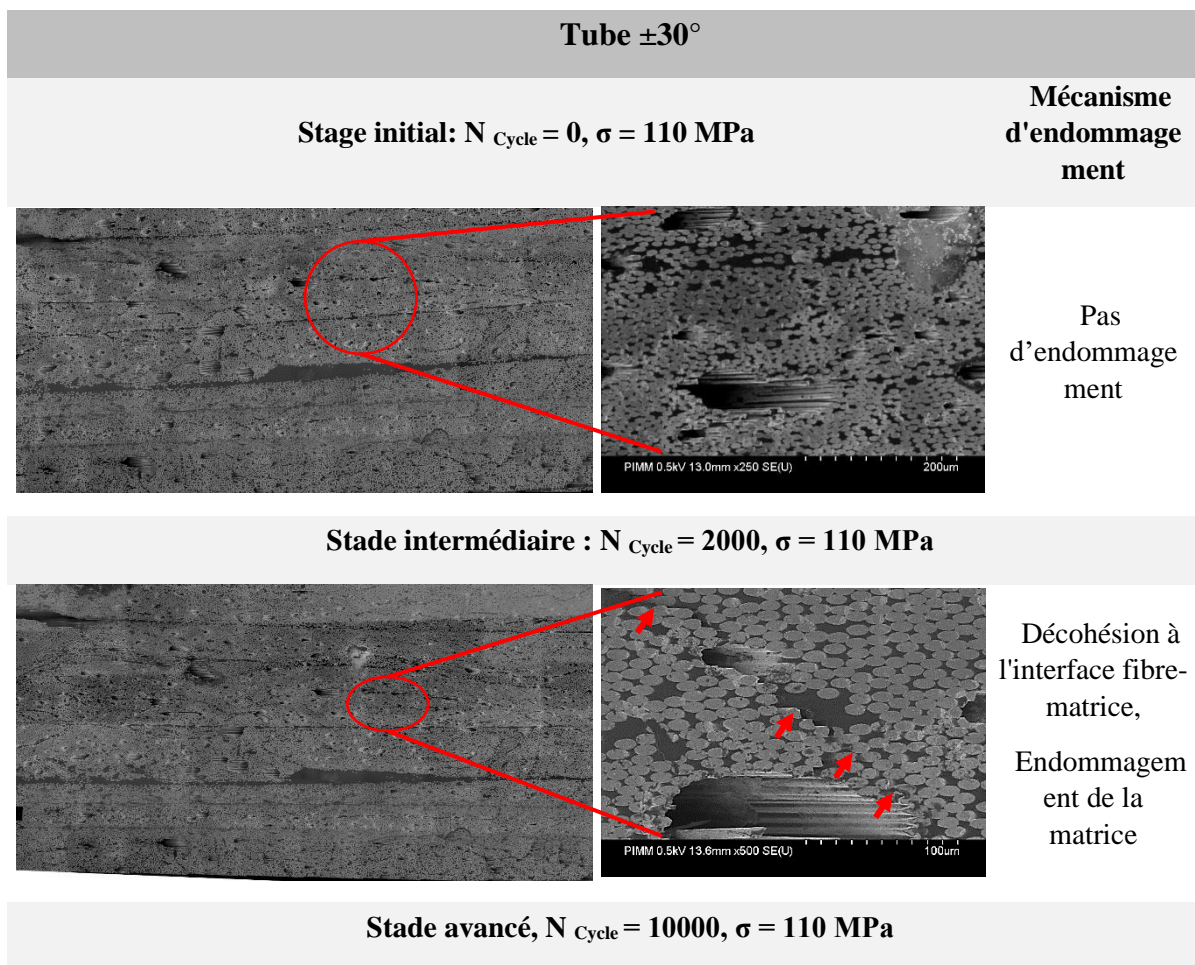 Tube ±30°
Stage initial: N Cycle = 0, σ = 110 MPa
Mécanisme
d'endommage
ment
PIMM 0.5kV 13.0mm x250 SE(U)
200um
Pas
d’endommage
ment
Stade intermédiaire : N Cycle = 2000, σ = 110 MPa
PIMM 0.5kV 13.6mm x500 SE(U)
100um
Décohésion à
l'interface fibre-
matrice,
Endommagem
ent de la
matrice
Stade avancé, N Cycle = 10000, σ = 110 MPa